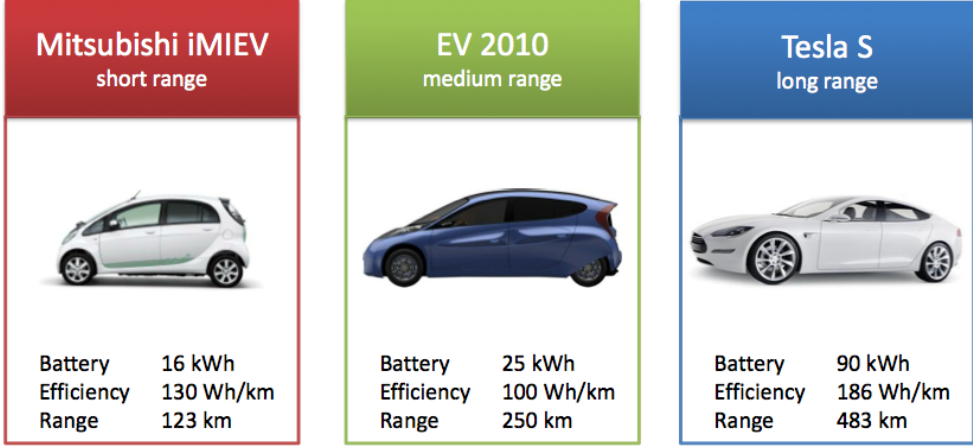 Mitsubishi iMIEV
short range
Battery 16 kWh
Efficiency 130 Wh/km
Range 123 km
EV 2010
medium range
Battery 25 kWh
Efficiency 100 Wh/km
Range 250 km
Tesla S
long range
Battery 90 kWh
Efficiency 186 Wh/km
Range 483 km